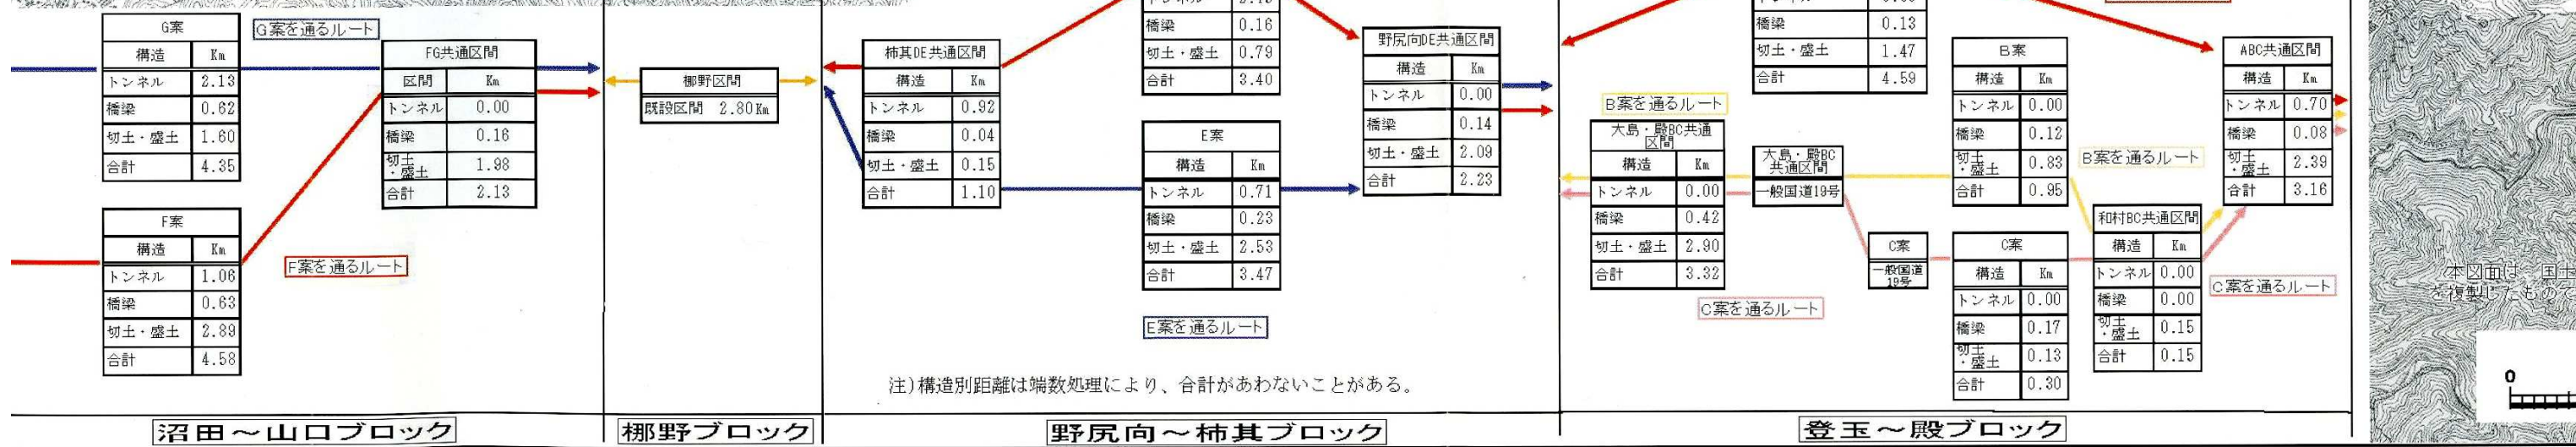 G案
構造 Km
トンネル 2.13
橋梁 0.62
切土・盛土 1.60
合計 4.35
G案を通るルート
FG共通区間
区間 Km
トンネル 0.00
橋梁 0.16
切土
・盛土 1.98
合計 2.13
F案
構造 Km
トンネル 1.06
橋梁 0.63
切土・盛土 2.89
合計 4.58
F案を通るルート
沼田～山口ブロック
梛野区間
既設区間 2.80Km
梛野ブロック
柿其DE共通区間
構造 Km
トンネル 0.92
橋梁 0.04
切土・盛土 0.15
合計 1.10
橋梁 0.16
切土・盛土 0.79
合計 3.40
E案
構造 Km
トンネル 0.71
橋梁 0.23
切土・盛土 2.53
合計 3.47
E案を通るルート
野尻向DE共通区間
構造 Km
トンネル 0.00
橋梁 0.14
切土・盛土 2.09
合計 2.23
注)構造別距離は端数処理により、合計があわないことがある。
野尻向～柿其ブロック
橋梁 0.13
切土・盛土 1.47
合計 4.59
B案を通るルート
大島・殿BC共通
区間
構造 Km
トンネル 0.00
橋梁 0.42
切土・盛土 2.90
合計 3.32
大島・殿BC
共通区間
一般国道19号
C案を通るルート
C案
一般国道
19号
B案
構造 Km
トンネル 0.00
橋梁 0.12
切土
・盛土 0.83
合計 0.95
C案
構造 Km
トンネル 0.00
橋梁 0.17
切土
・盛土 0.13
合計 0.30
B案を通るルート
和村BC共通区間
構造 Km
トンネル 0.00
橋梁 0.00
切土
・盛土 0.15
合計 0.15
ABC共通区間
構造 Km
トンネル 0.70
橋梁 0.08
切土
・盛土 2.39
合計 3.16
C案を通るルート
登玉～殿ブロック
本図面は 国土
を複製したもの
0